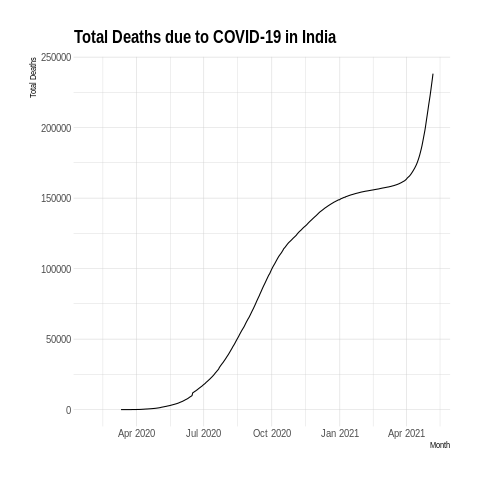 Total Deaths due to COVID-19 in India
Total Deaths
250000
200000
150000
100000
50000
0
Apr 2020 Jul 2020 Oct 2020 Jan 2021 Apr 2021
Month